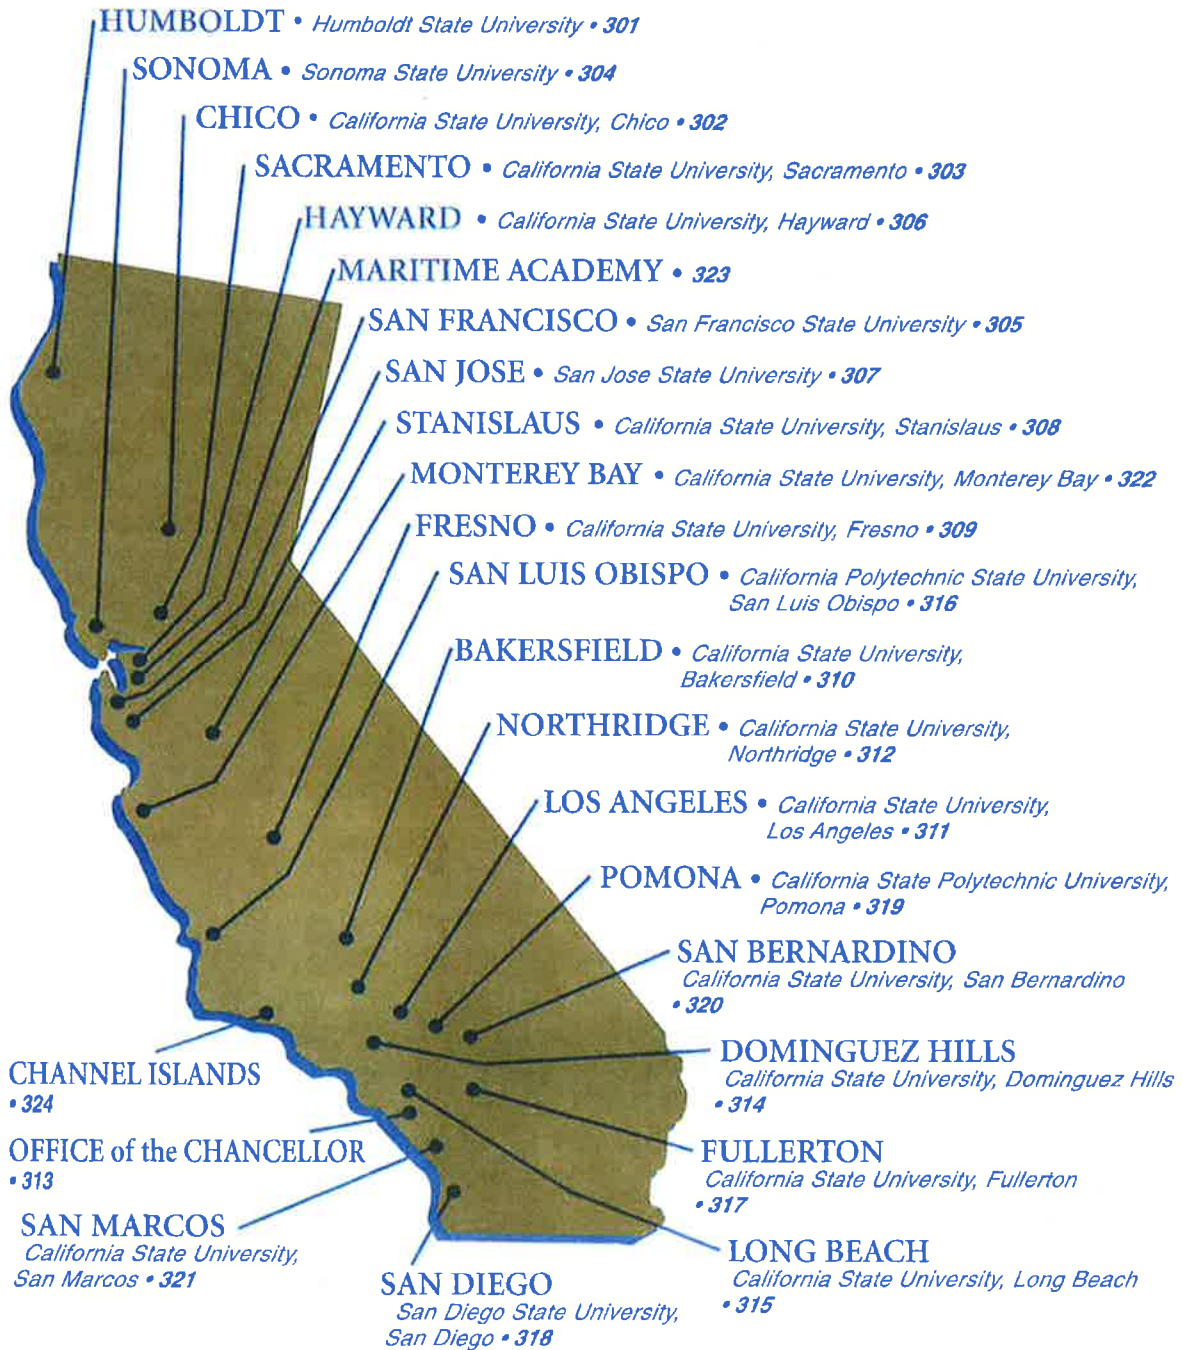 HUMBOLDT • Humboldt State University • 301
SONOMA • Sonoma State University • 304
CHICO • California State University, Chico • 302
SACRAMENTO • California State University, Sacramento • 303
HAYWARD • California State University, Hayward • 306
MARITIME ACADEMY • 323
SAN FRANCISCO • San Francisco State University • 305
SAN JOSE • San Jose State University • 307
STANISLAUS • California State University, Stanislaus • 308
MONTEREY BAY • California State University, Monterey Bay • 322
FRESNO • California State University, Fresno • 309
SAN LUIS OBISPO • California Polytechnic State University,
San Luis Obispo • 316
BAKERSFIELD • California State University,
Bakersfield • 310
NORTHRIDGE • California State University,
Northridge • 312
LOS ANGELES • California State University,
Los Angeles • 311
POMONA • California State Polytechnic University,
Pomona • 319
SAN BERNARDINO
California State University, San Bernardino
• 320
DOMINGUEZ HILLS
California State University, Dominguez Hills
• 314
CHANNEL ISLANDS
• 324
OFFICE of the CHANCELLOR
• 313
FULLERTON
California State University, Fullerton
• 317
SAN MARCOS
California State University,
San Marcos • 321
LONG BEACH
California State University, Long Beach
• 315
SAN DIEGO
San Diego State University,
San Diego • 318